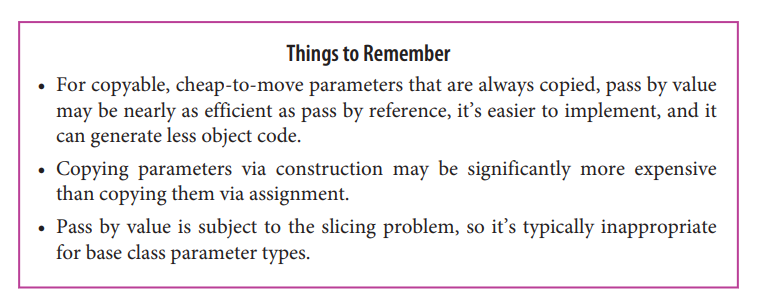 Things to Remember
• For copyable, cheap-to-move parameters that are always copied, pass by value
may be nearly as efficient as pass by reference, it’s easier to implement, and it
can generate less object code.
• Copying parameters via construction may be significantly more expensive
than copying them via assignment.
• Pass by value is subject to the slicing problem, so it’s typically inappropriate
for base class parameter types.